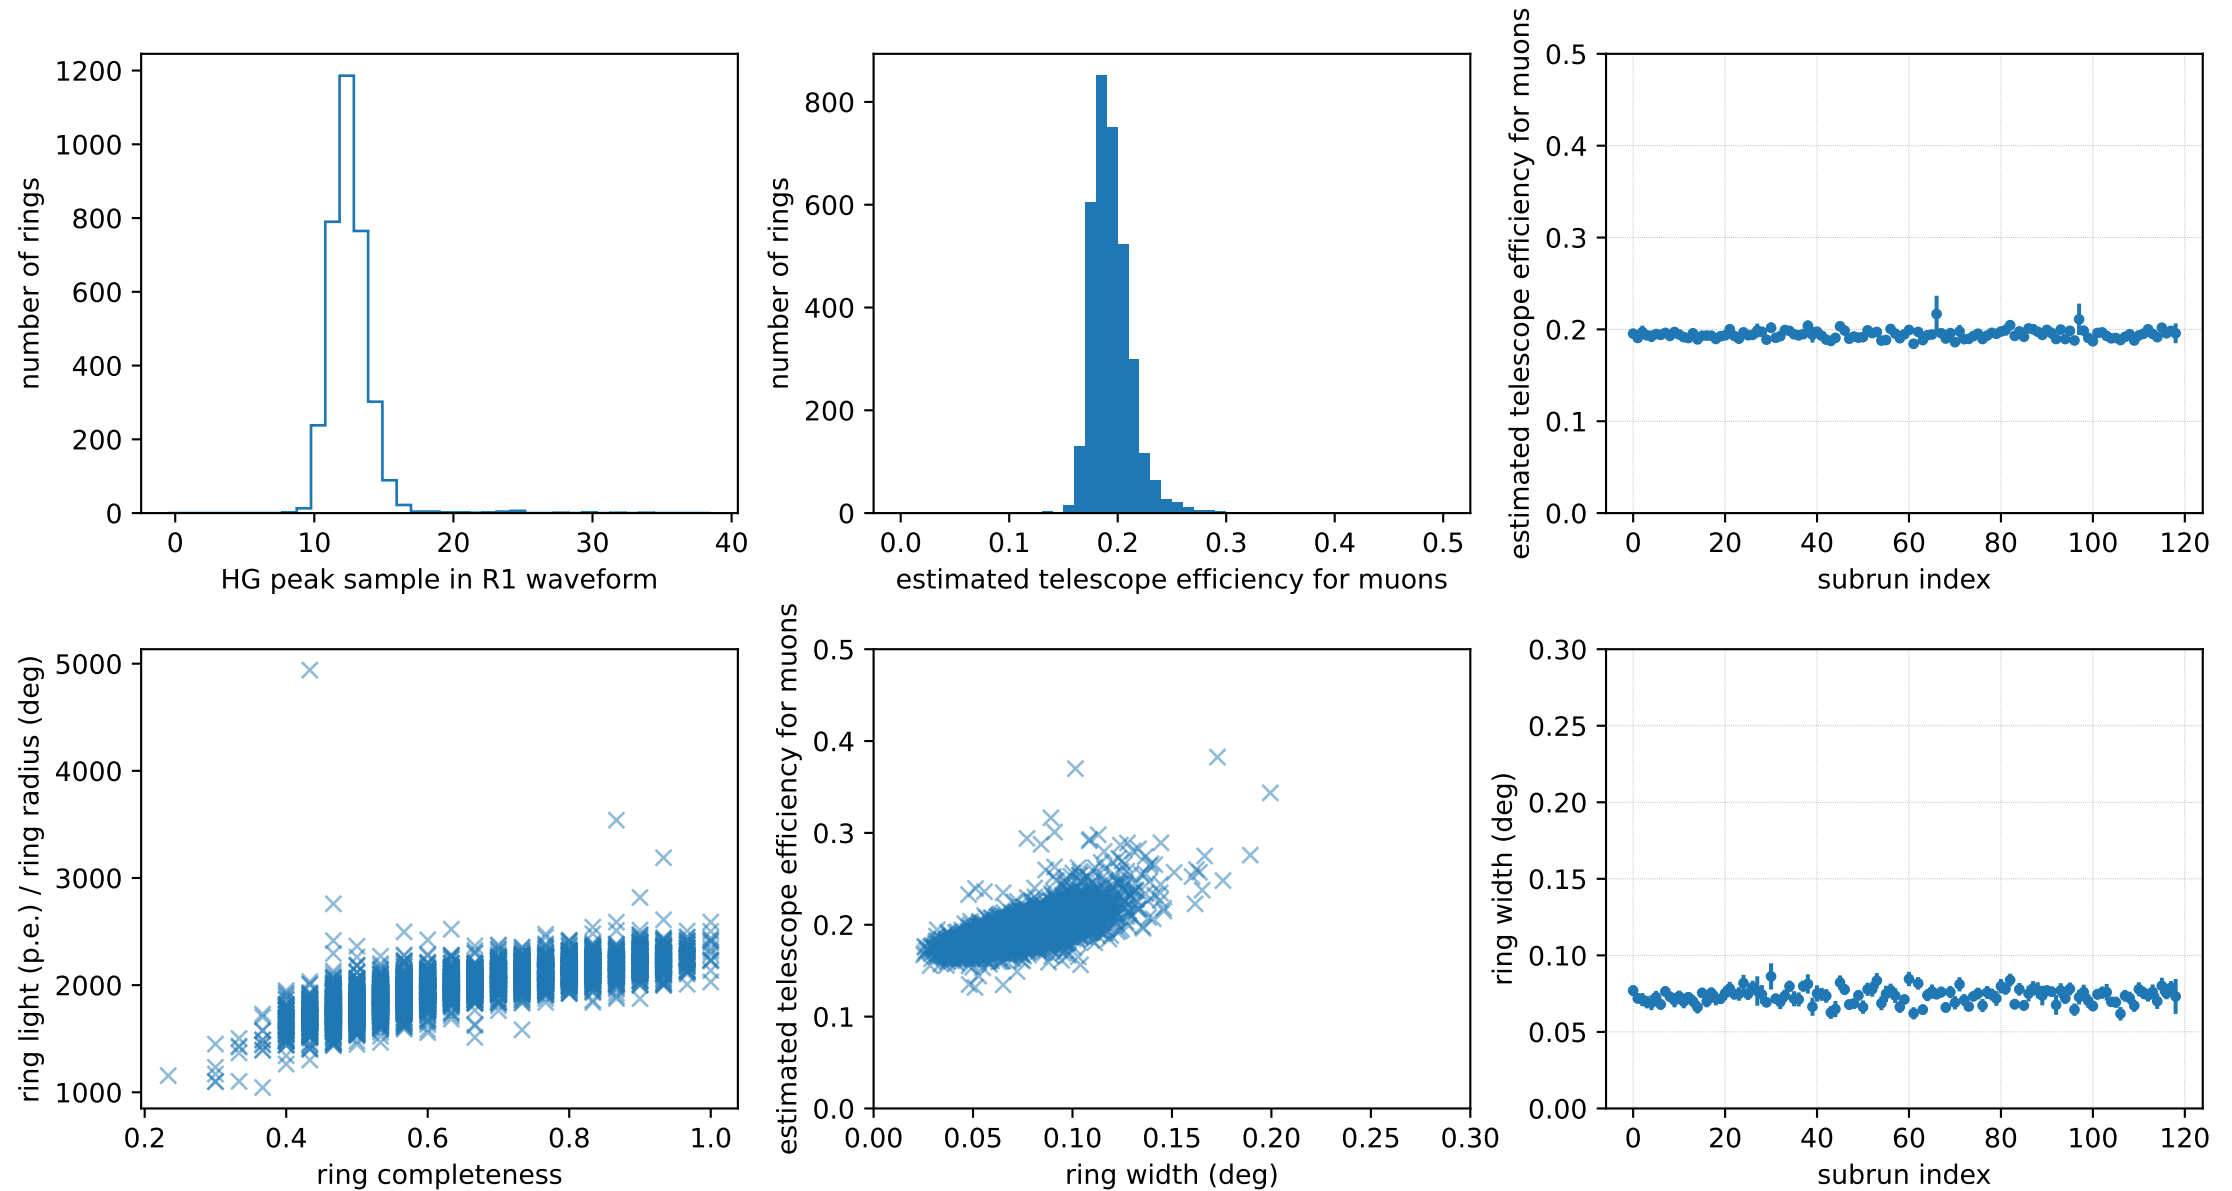 1200
1000
800
600
400
200
0
number of rings
0 10 20 30 40
HG peak sample in R1 waveform
800
600
400
200
0
number of rings
0.0 0.1 0.2 0.3 0.4 0.5
estimated telescope efficiency for muons
0.5
0.4
0.3
0.2
0.1
0.0
estimated telescope efficiency for muons
0 20 40 60 80 100 120
subrun index
5000
4000
3000
2000
1000
ring light (p.e.) / ring radius (deg)
0.2 0.4 0.6 0.8 1.0
ring completeness
0.5
0.4
0.3
0.2
0.1
0.0
estimated telescope efficiency for muons
0.00 0.05 0.10 0.15 0.20 0.25 0.30
ring width (deg)
0.30
0.25
0.20
0.15
0.10
0.05
0.00
ring width (deg)
0 20 40 60 80 100 120
subrun index